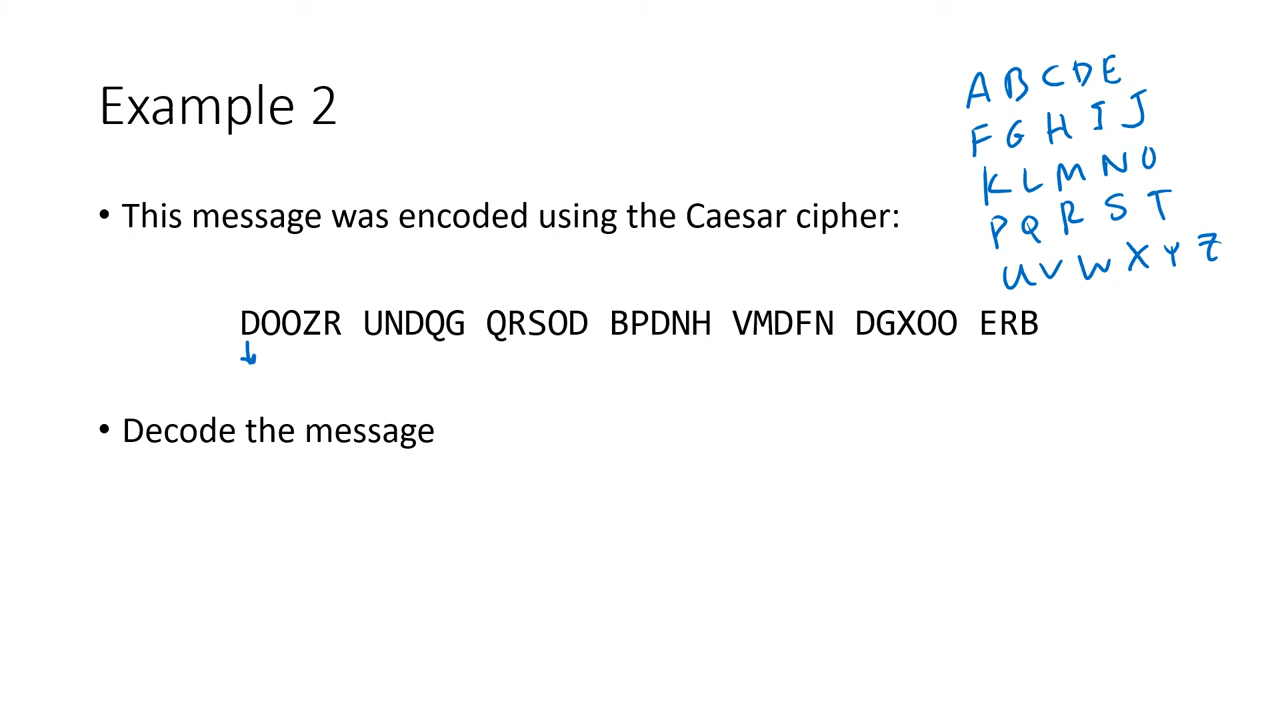 Example 2
A B C D E
F G H I J
K L M N O
P Q R S T
U V W X Y Z
• This message was encoded using the Caesar cipher:
DOOZR UNDQG QRSOD BPDNH VMDFN DGXOO ERB
• Decode the message